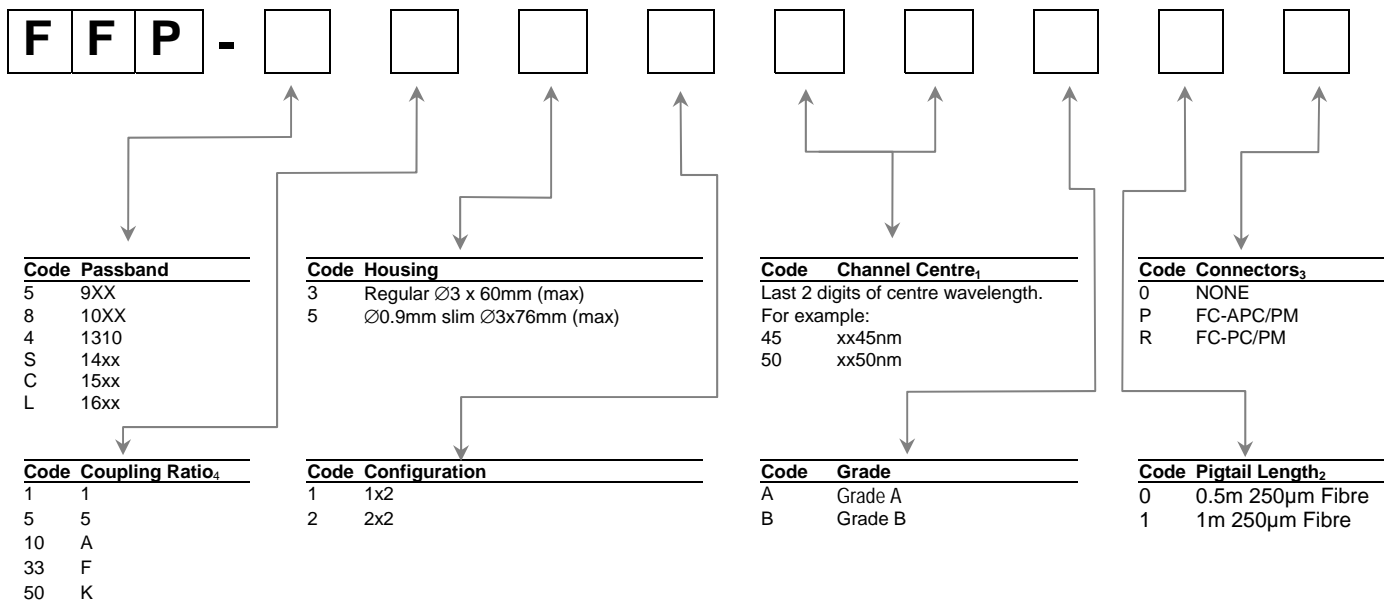 F F P -
Code Passband
5 9XX
8 10XX
4 1310
S 14xx
C 15xx
L 16xx
Code Housing
3 Regular ∅3 x 60mm (max)
5 ∅0.9mm slim ∅3x76mm (max)
Code Channel Centre1
Last 2 digits of centre wavelength.
For example:
45 xx45nm
50 xx50nm
Code Connectors3
0 NONE
P FC-APC/PM
R FC-PC/PM
Code Coupling Ratio4
1 1
5 5
10 A
33 F
50 K
Code Configuration
1 1x2
2 2x2
Code Grade
A Grade A
B Grade B
Code Pigtail Length2
0 0.5m 250µm Fibre
1 1m 250µm Fibre